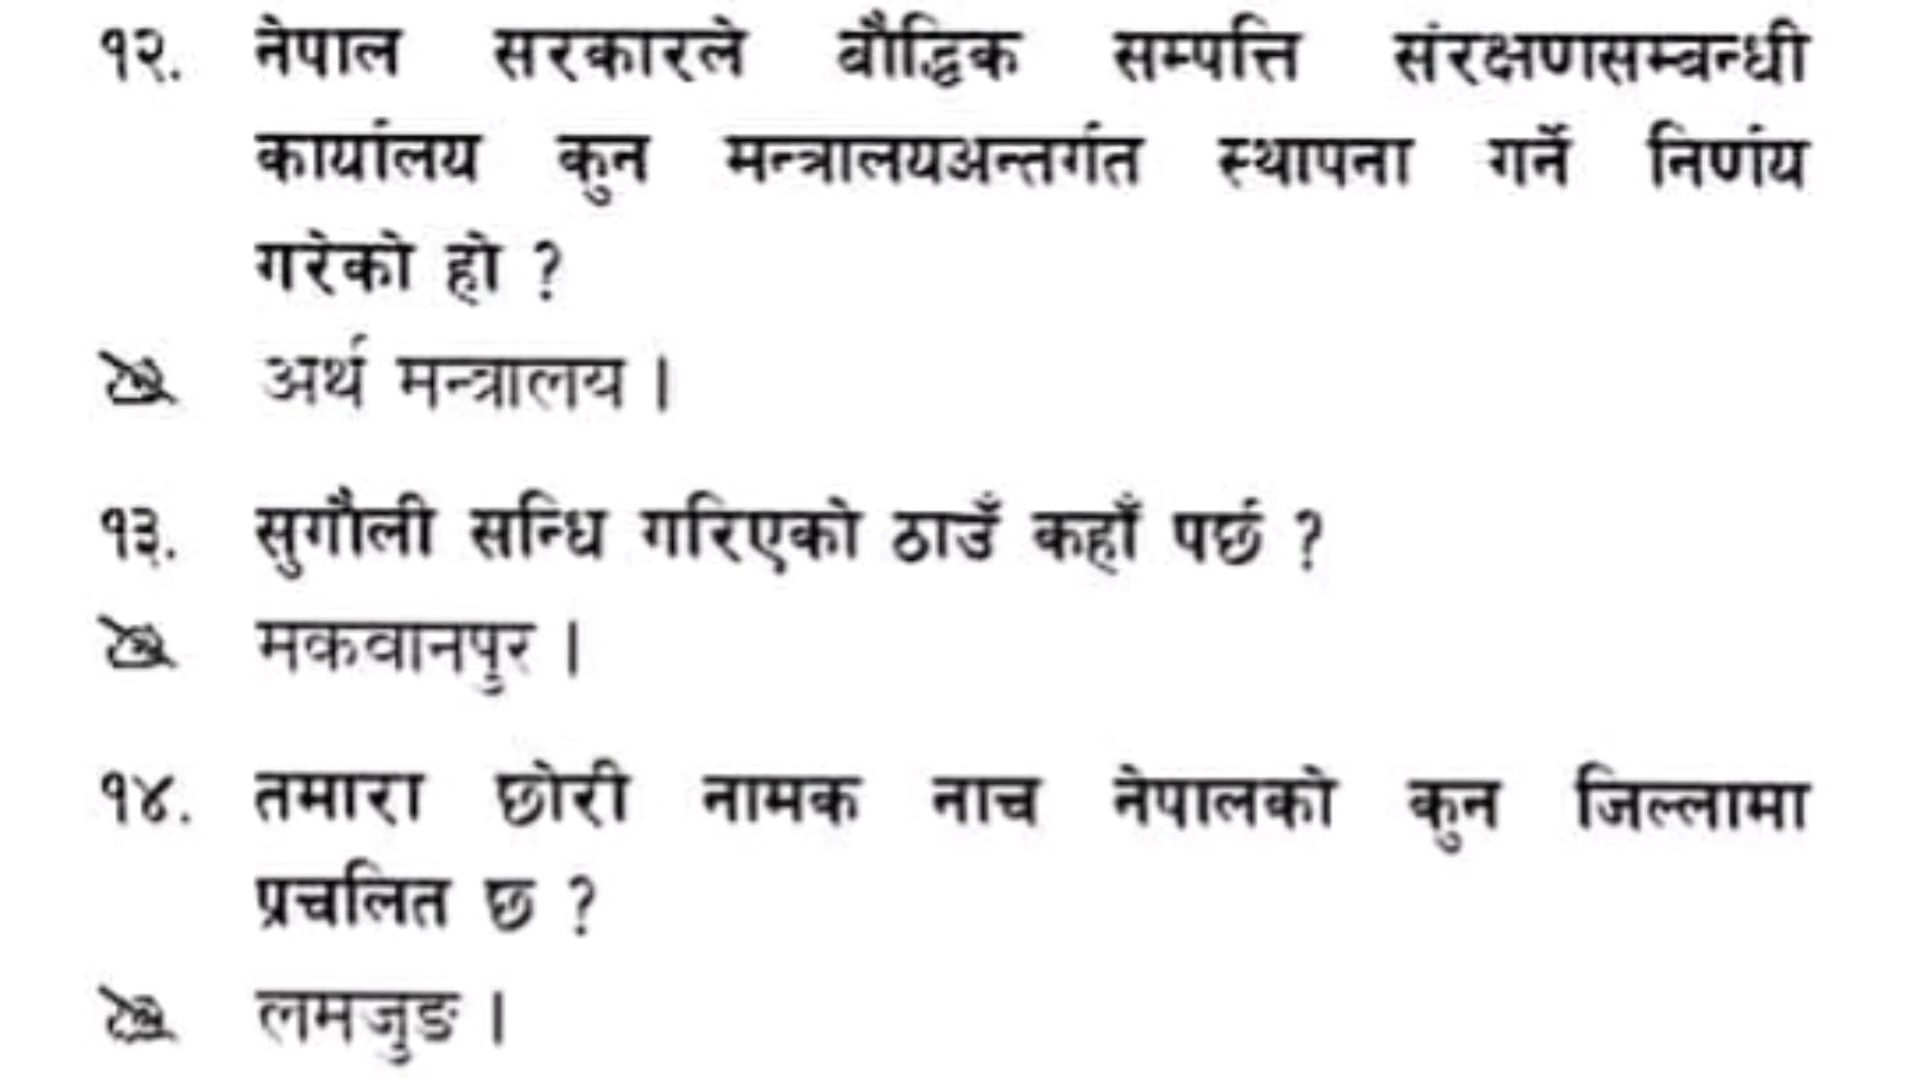 १२. नेपाल सरकारले बौद्धिक सम्पत्ति संरक्षणसम्बन्धी
कार्यालय कुन मन्त्रालयअन्तर्गत स्थापना गर्ने निर्णय
गरेको हो ?
अर्थ मन्त्रालय ।
१३. सुगौली सन्धि गरिएको ठाउँ कहाँ पर्छ ?
मकवानपुर ।
१४. तमारा छोरी नामक नाच नेपालको कुन जिल्लामा
प्रचलित छ ?
लमजुङ ।